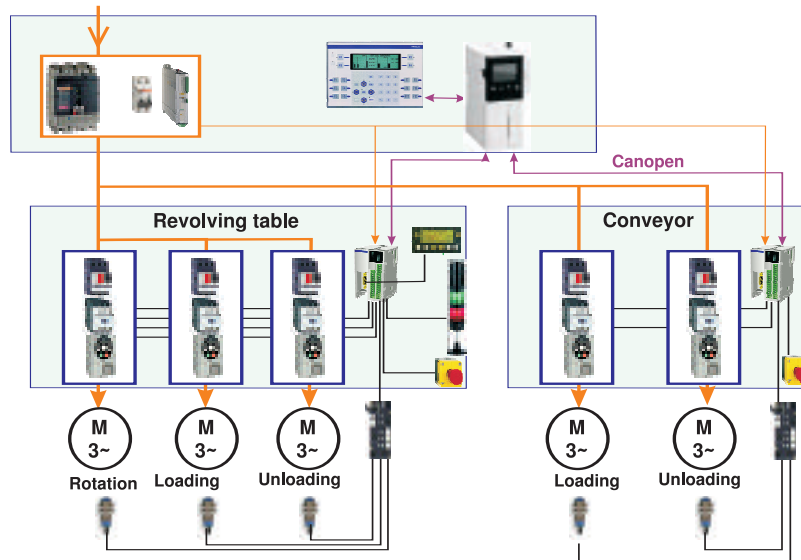 Canopen
Revolving table
Conveyor
M
3~
M
3~
M
3~
M
3~
M
3~
Rotation
Loading
Unloading
Loading
Unloading